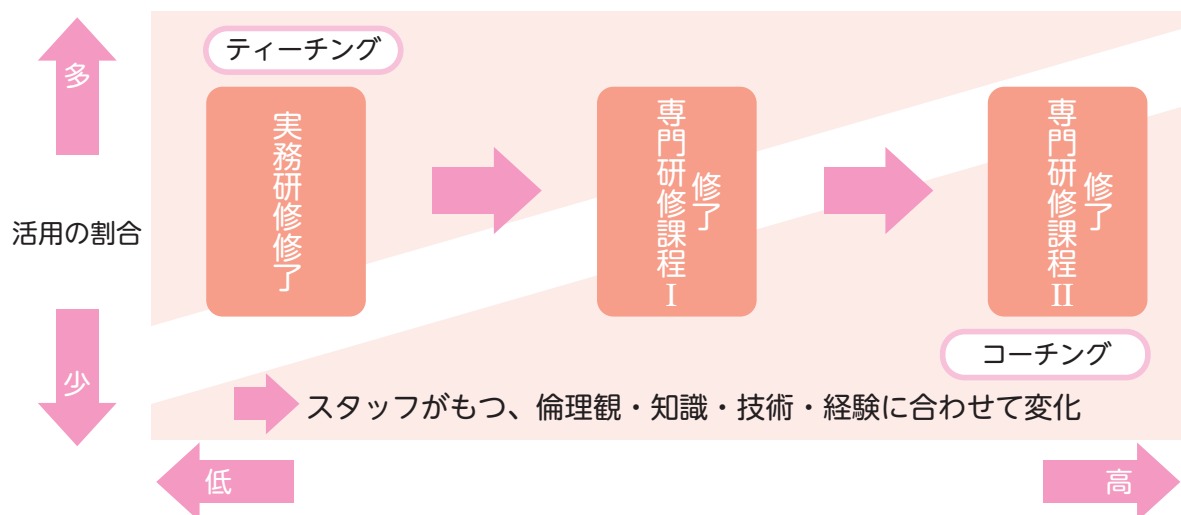 多
活用の割合
少
ティーチング
実務研修修了
専門研修課程Ⅰ
修了
専門研修課程Ⅱ
修了
コーチング
スタッフがもつ、倫理観・知識・技術・経験に合わせて変化
低
高